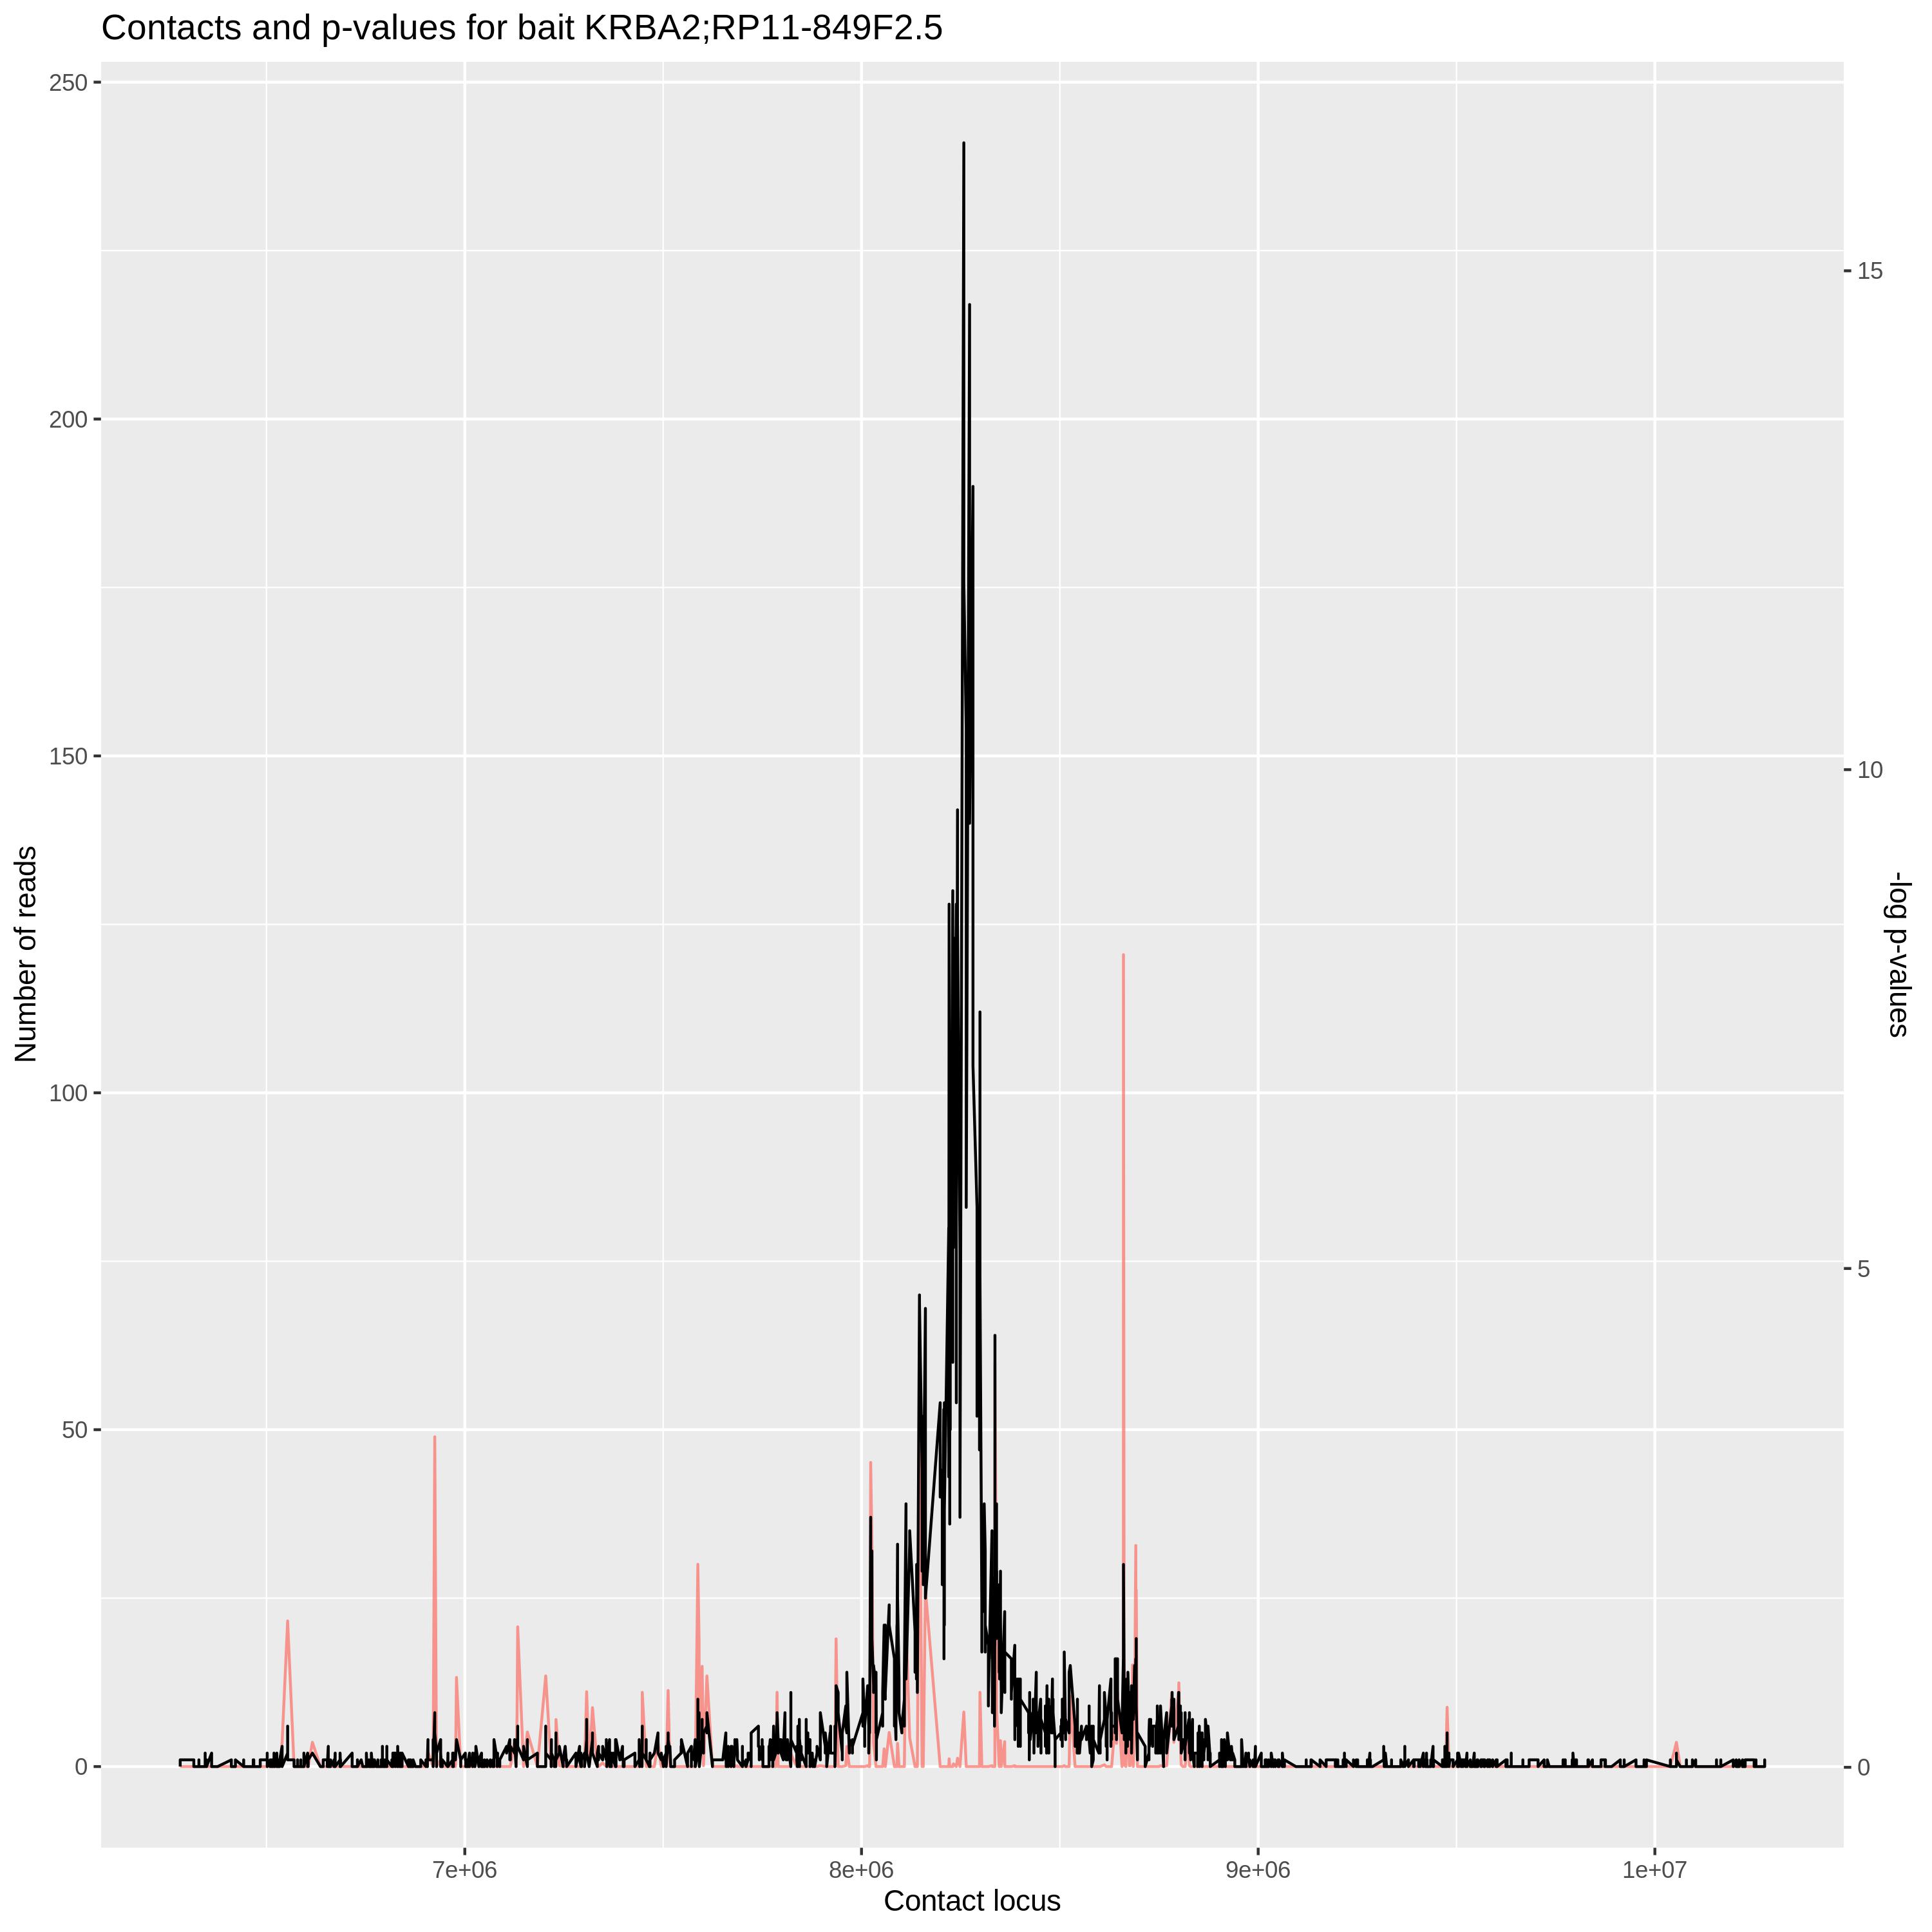 Contacts and p-values for bait KRBA2;RP11-849F2.5
250
200
150
100
50
0
Number of reads
15
10
5
0
-log p-values
7e+06
8e+06
9e+06
1e+07
Contact locus